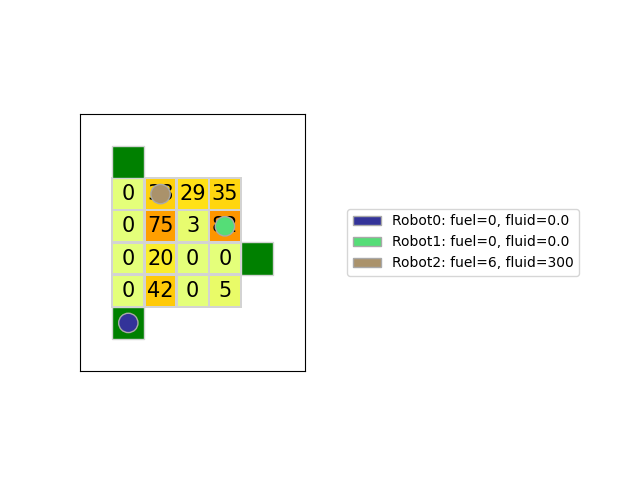 0 29 35
0 75 3
0 20 0 0
0 42 0 5
Robot0: fuel=0, fluid=0.0
Robot1: fuel=0, fluid=0.0
Robot2: fuel=6, fluid=300